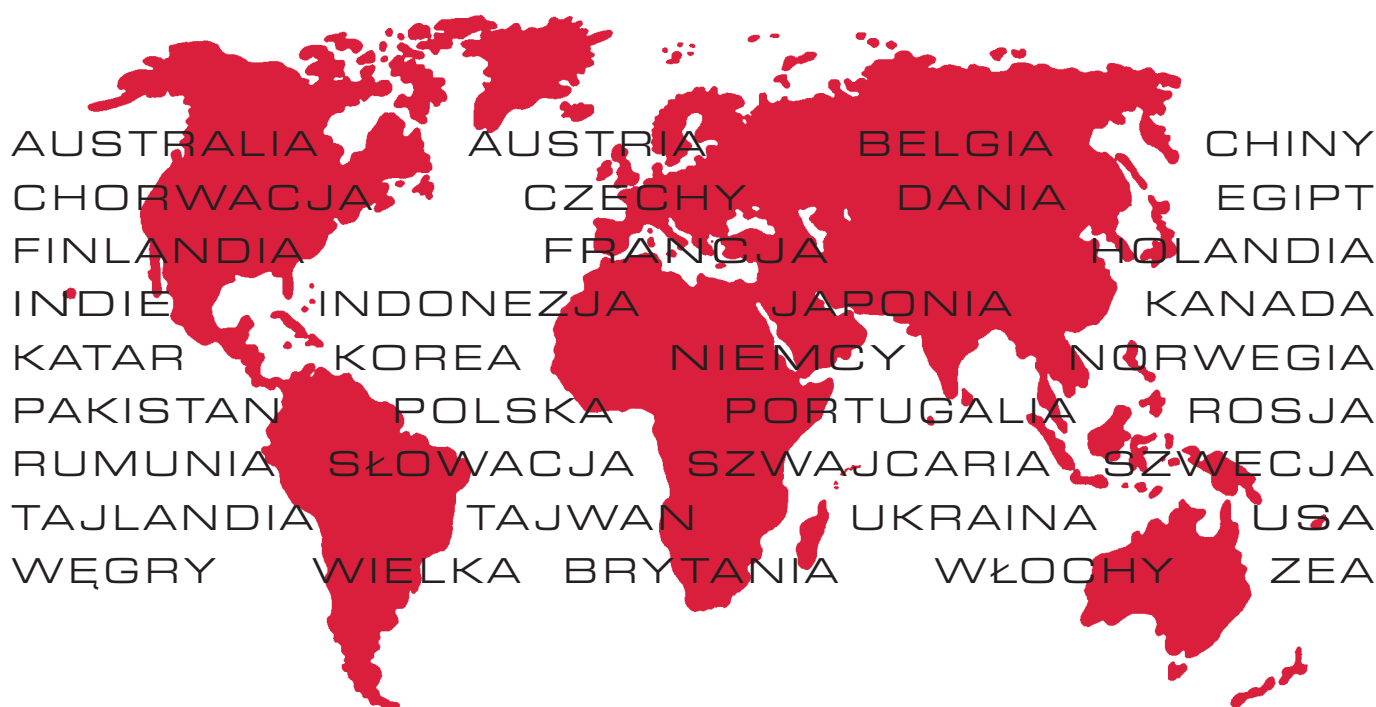 AUSTRALIA AUSTRIA BELGIA CHINY
CHORWACJA CZECHY DANIA EGIPT
FINLANDIA FRANCJA HOLANDIA
INDIE INDONEZJA JAPONIA KANADA
KATAR KOREA NIEMCY NORWEGIA
PAKISTAN POLSKA PORTUGALIA ROSJA
RUMUNIA SŁOWACJA SZWAJCARIA SZWECJA
TAJLANDIA TAJWAN UKRAINA USA
WĘGRY WIELKA BRYTANIA WŁOCHY ZEA